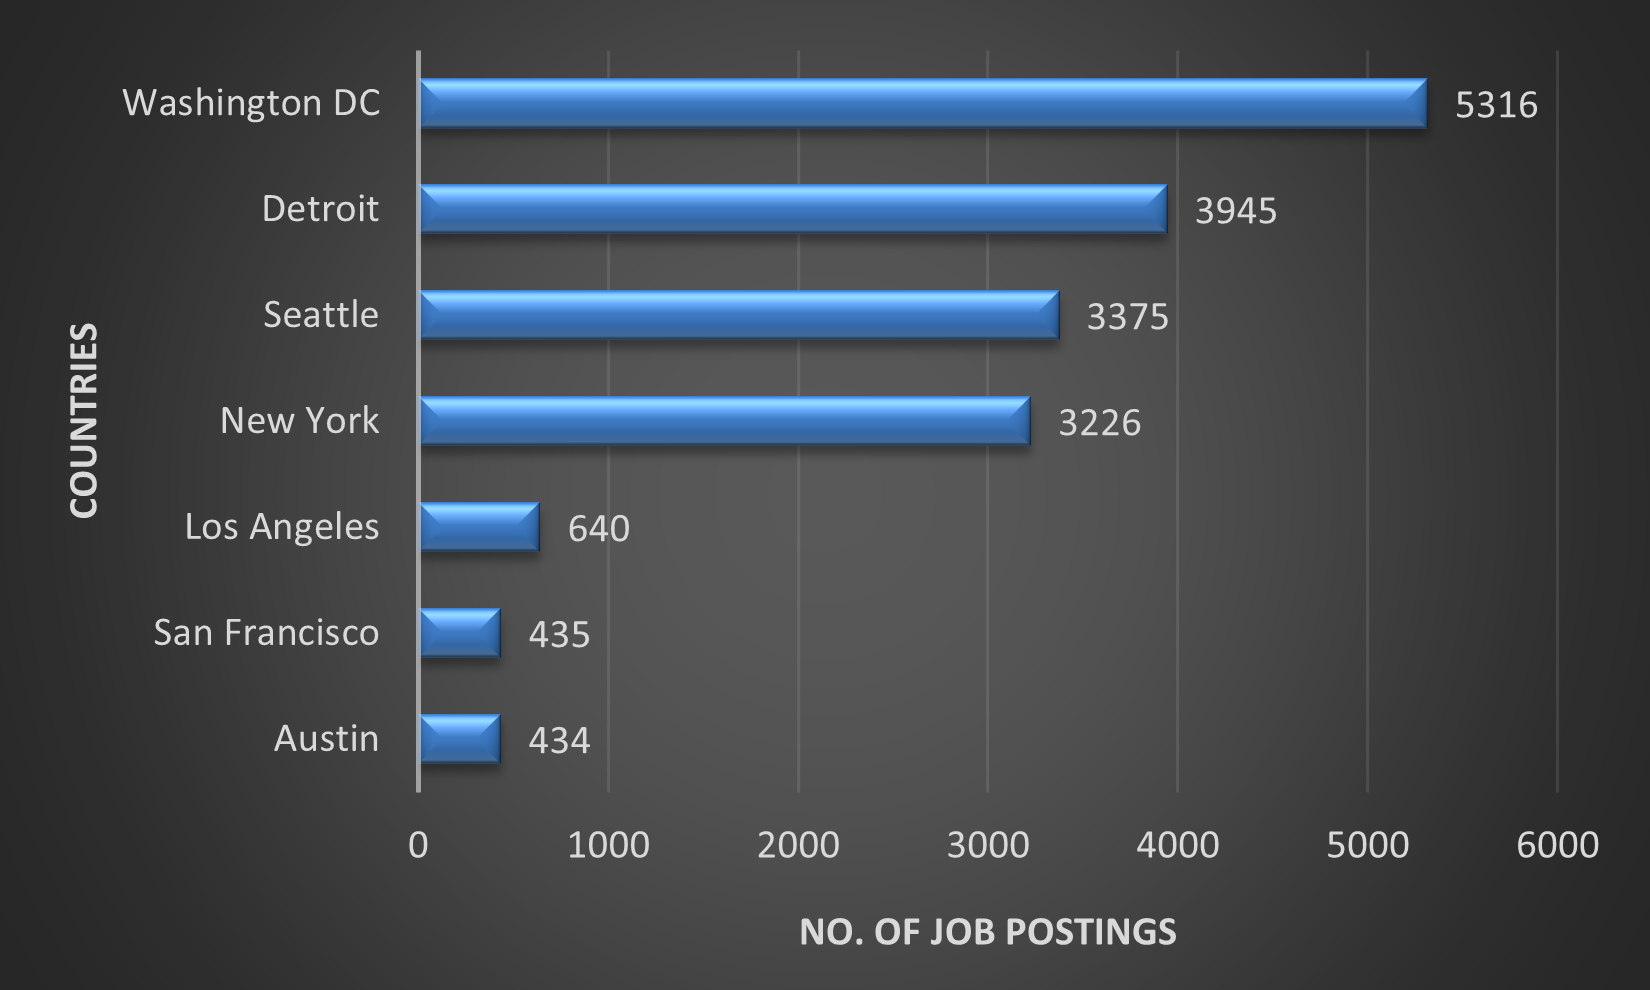 Washington DC 5316
Detroit 3945
Seattle 3375
New York 3226
Los Angeles 640
San Francisco 435
Austin 434
COUNTRIES
0 1000 2000 3000 4000 5000 6000
NO. OF JOB POSTINGS